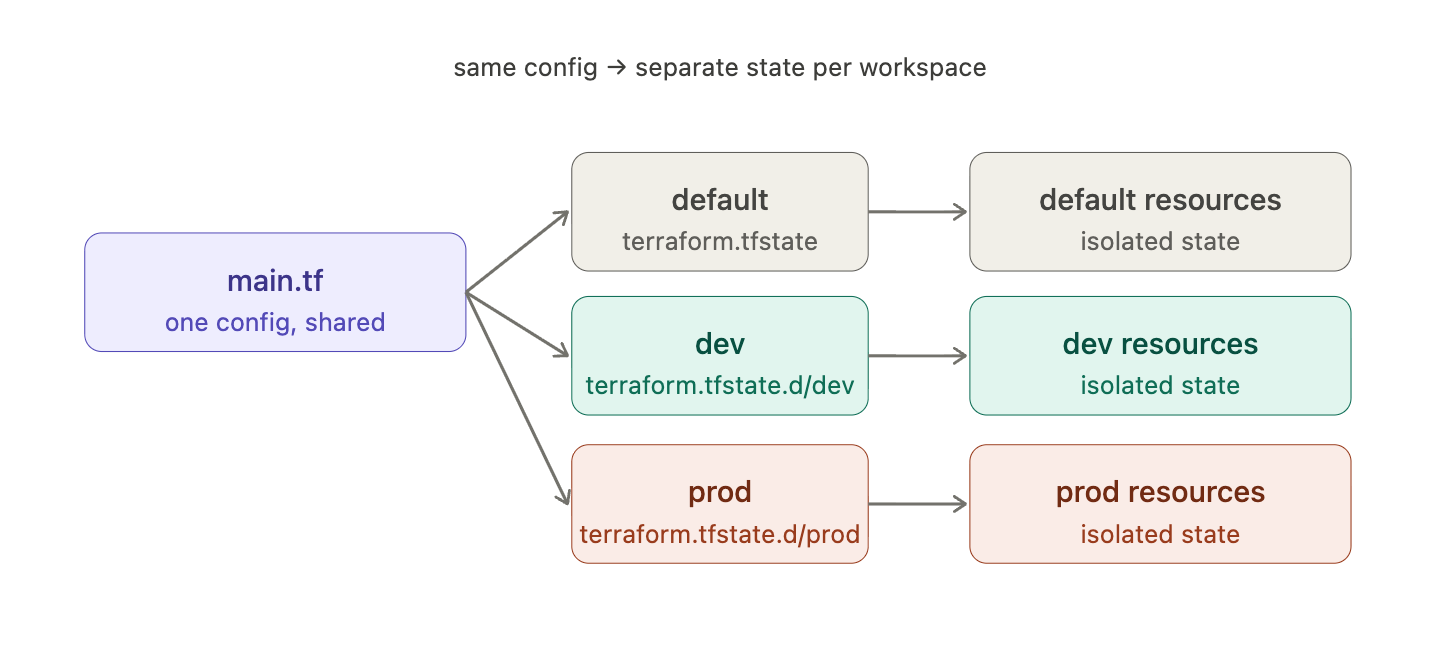 same config → separate state per workspace
main.tf
one config, shared
default
terraform.tfstate
default resources
isolated state
dev
terraform.tfstate.d/dev
dev resources
isolated state
prod
terraform.tfstate.d/prod
prod resources
isolated state